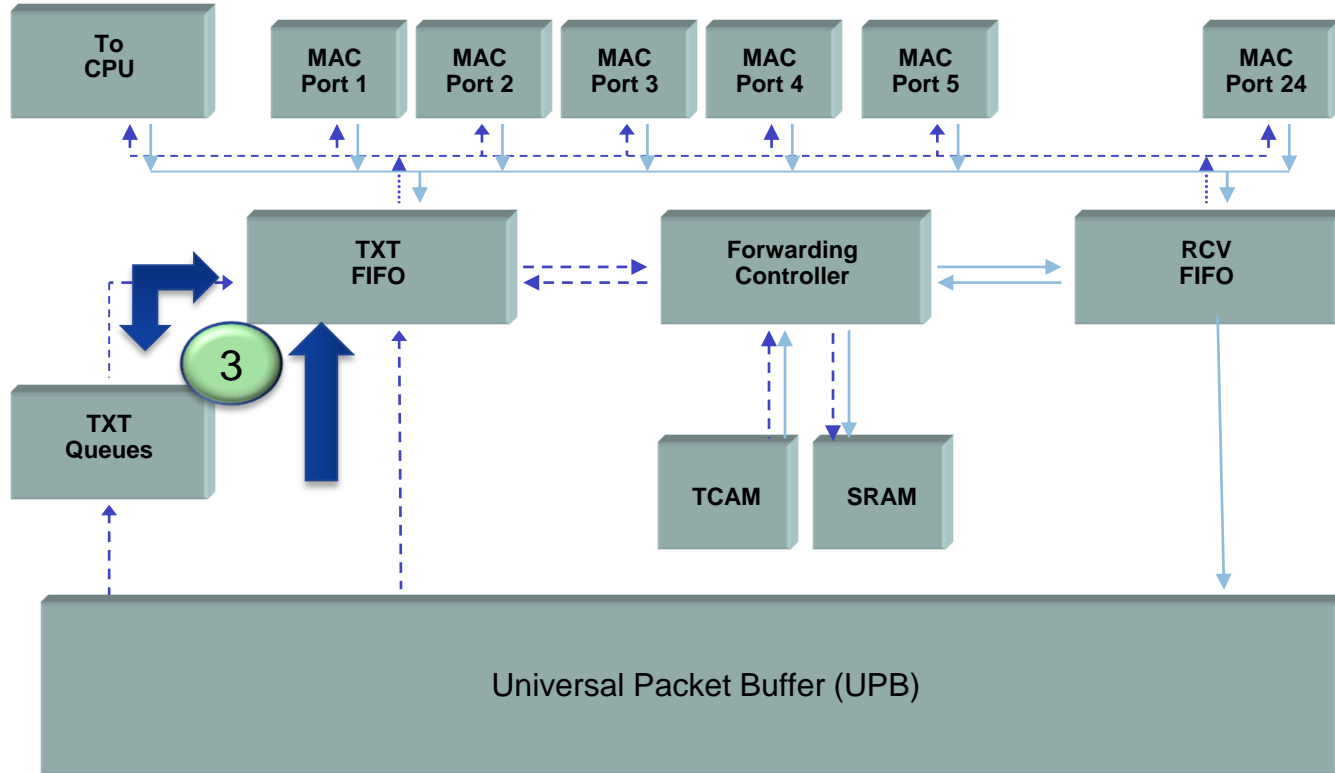 To
CPU
MAC
Port 1
MAC
Port 2
MAC
Port 3
MAC
Port 4
MAC
Port 5
MAC
Port 24
TXT
FIFO
Forwarding
Controller
RCV
FIFO
3
TXT
Queues
TCAM
SRAM
Universal Packet Buffer (UPB)